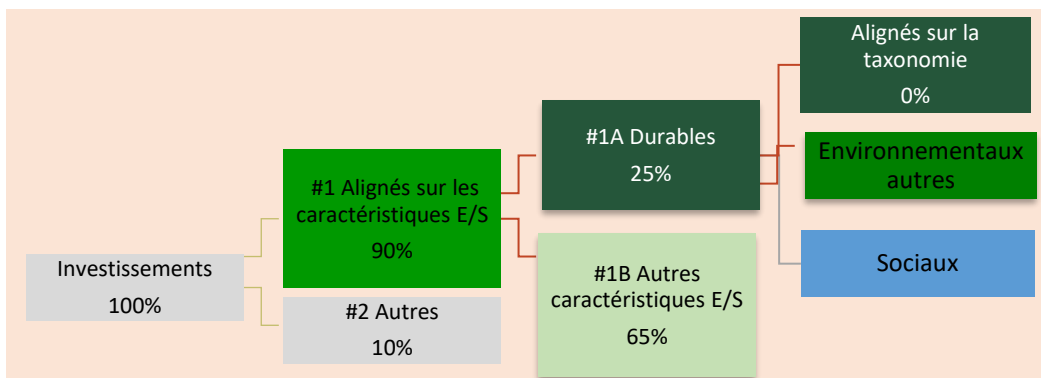 Investissements
100%
#1 Alignés sur les
caractéristiques E/S
90%
#2 Autres
10%
#1A Durables
25%
#1B Autres
caractéristiques E/S
65%
Alignés sur la
taxonomie
0%
Environnementaux
autres
Sociaux